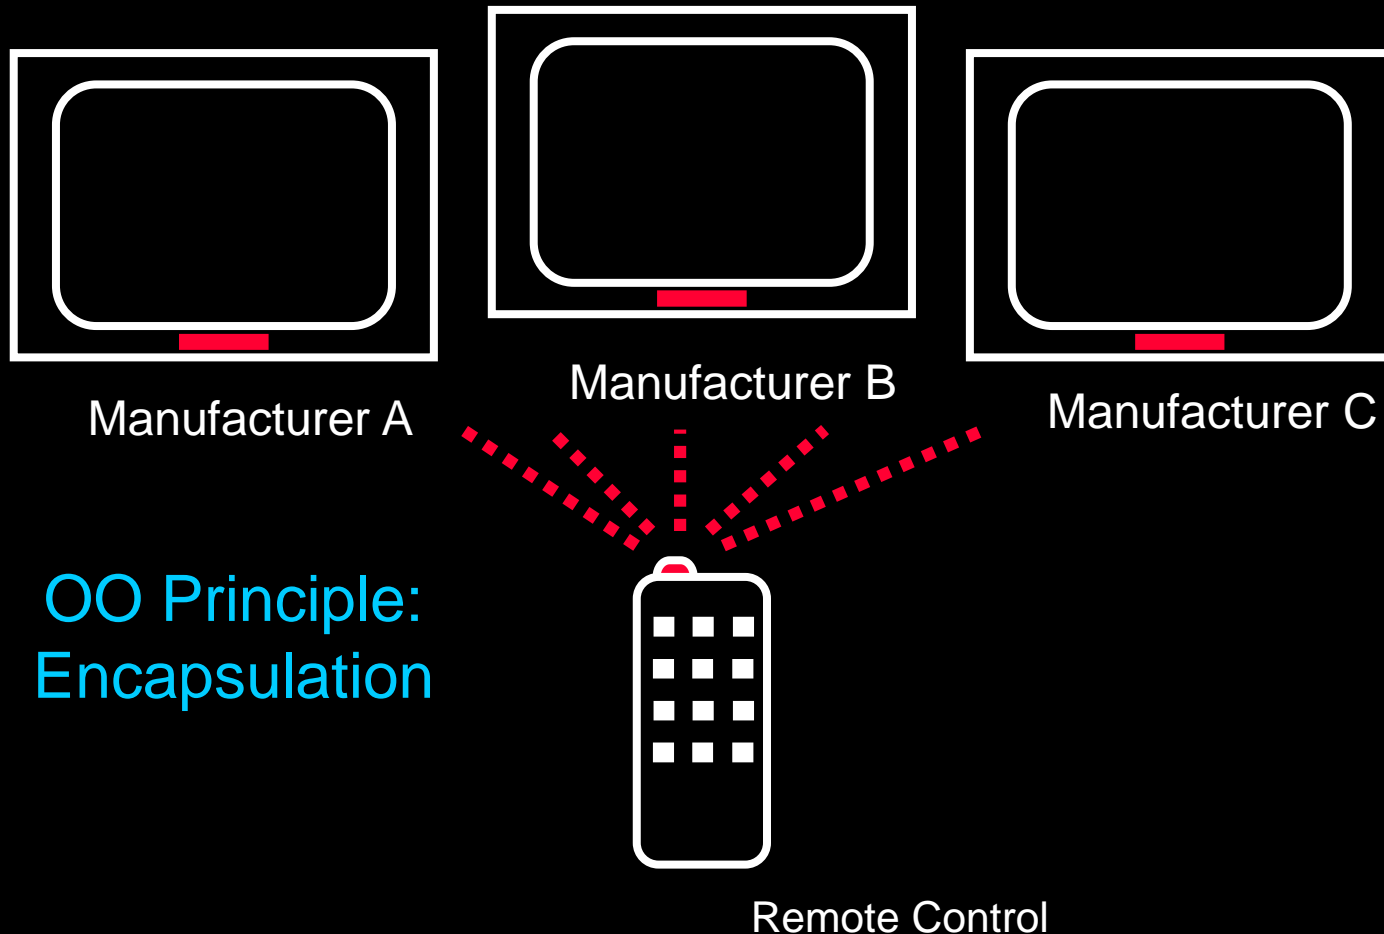 Manufacturer A
Manufacturer B
Manufacturer C
OO Principle:
Encapsulation
Remote Control